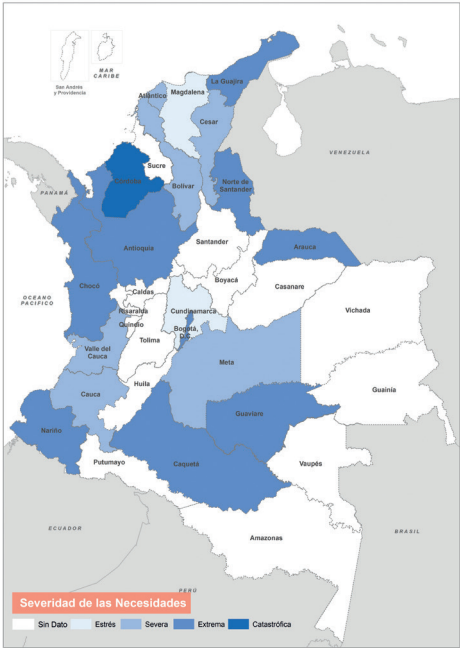 MAR
CARIBE
San Andrés
y Providencia
La Guajira
Atlántico
Magdalena
Cesar
VENEZUELA
Sucre
Córdoba
Norte de
Santander
Bolívar
PANAMÁ
Santander
Antioquia
Arauca
Boyacá
Chocó
Casanare
OCEANO
PACIFICO
Caldas
Risaralda
Cundinamarca
Vichada
Quindío
Bogotá,
D.C.
Tolima
Valle del
Cauca
Meta
Huila
Guainía
Cauca
Guaviare
Nariño
Putumayo
Caquetá
Vaupés
ECUADOR
BRASIL
Amazonas
PERÚ
Severidad de las Necesidades
Sin Dato Estrés Severa Extrema Catastrófica